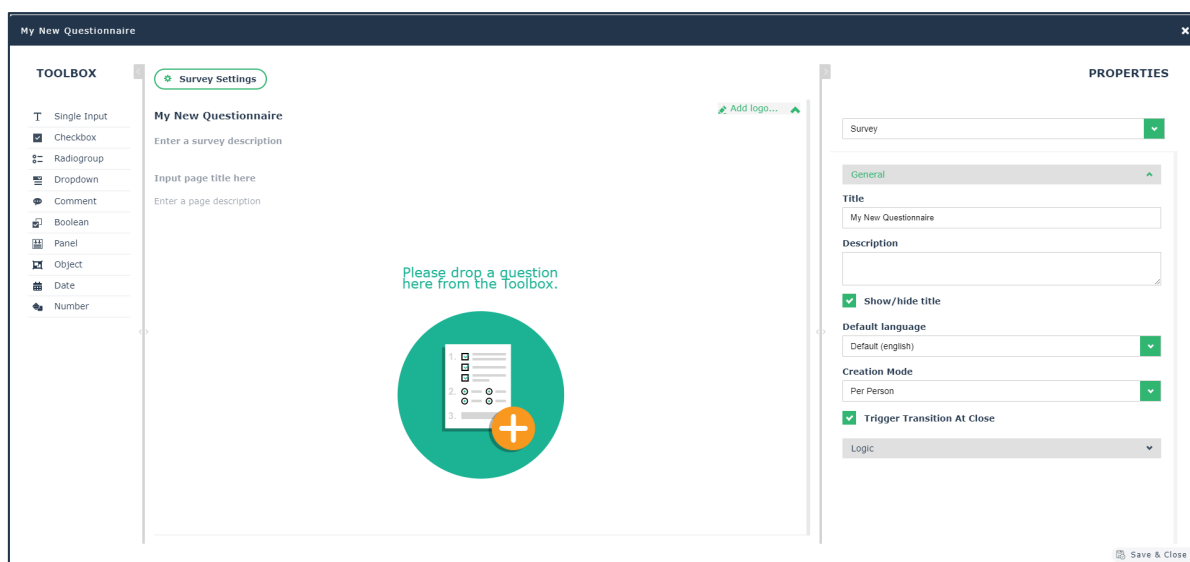 My New Questionnaire
TOOLBOX
Single Input
Checkbox
Radiogroup
Dropdown
Comment
Boolean
Panel
Object
Date
Number
Survey Settings
My New Questionnaire
Add logo...
Enter a survey description
Input page title here
Enter a page description
Please drop a question
here from the Toolbox.
1.
2.
3.
PROPERTIES
Survey
General
Title
My New Questionnaire
Description
Show/hide title
Default language
Default (english)
Creation Mode
Per Person
Trigger Transition At Close
Logic
Save & Close